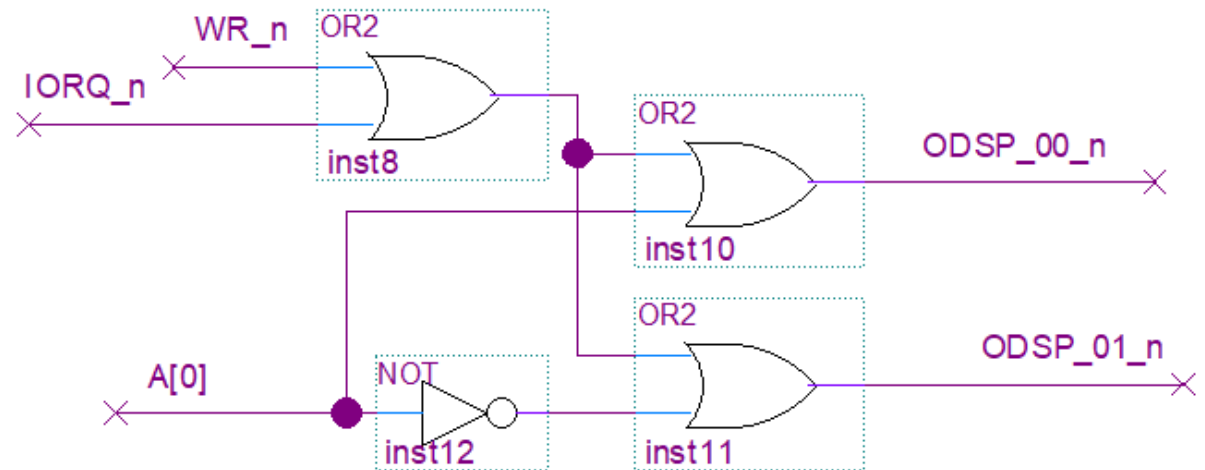 WR_n
OR2
IORQ_n
inst8
OR2
ODSP_00_n
inst10
OR2
ODSP_01_n
A[0]
NOT
inst12
inst11